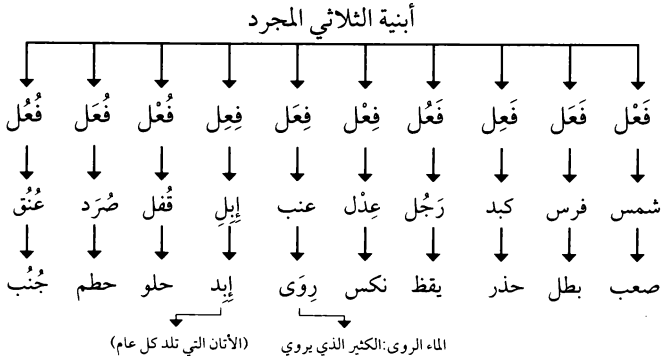 أبنية الثلاثي المجرد
فَعْل فَعَل فَعِل فَعُل فِعْل فِعَل فِعِل فُعْل فُعَل فُعُل
شمس فرس كبد رَجُل عِدْل عنب إِبِلِ قُفل صُرَد عُنُق
صعب بطل حذر يقظ نكس رِوَى إِبِد حلو حطم جُنُب
الماء الروى:الكثير الذي يروي (الأتان التي تلد كل عام)